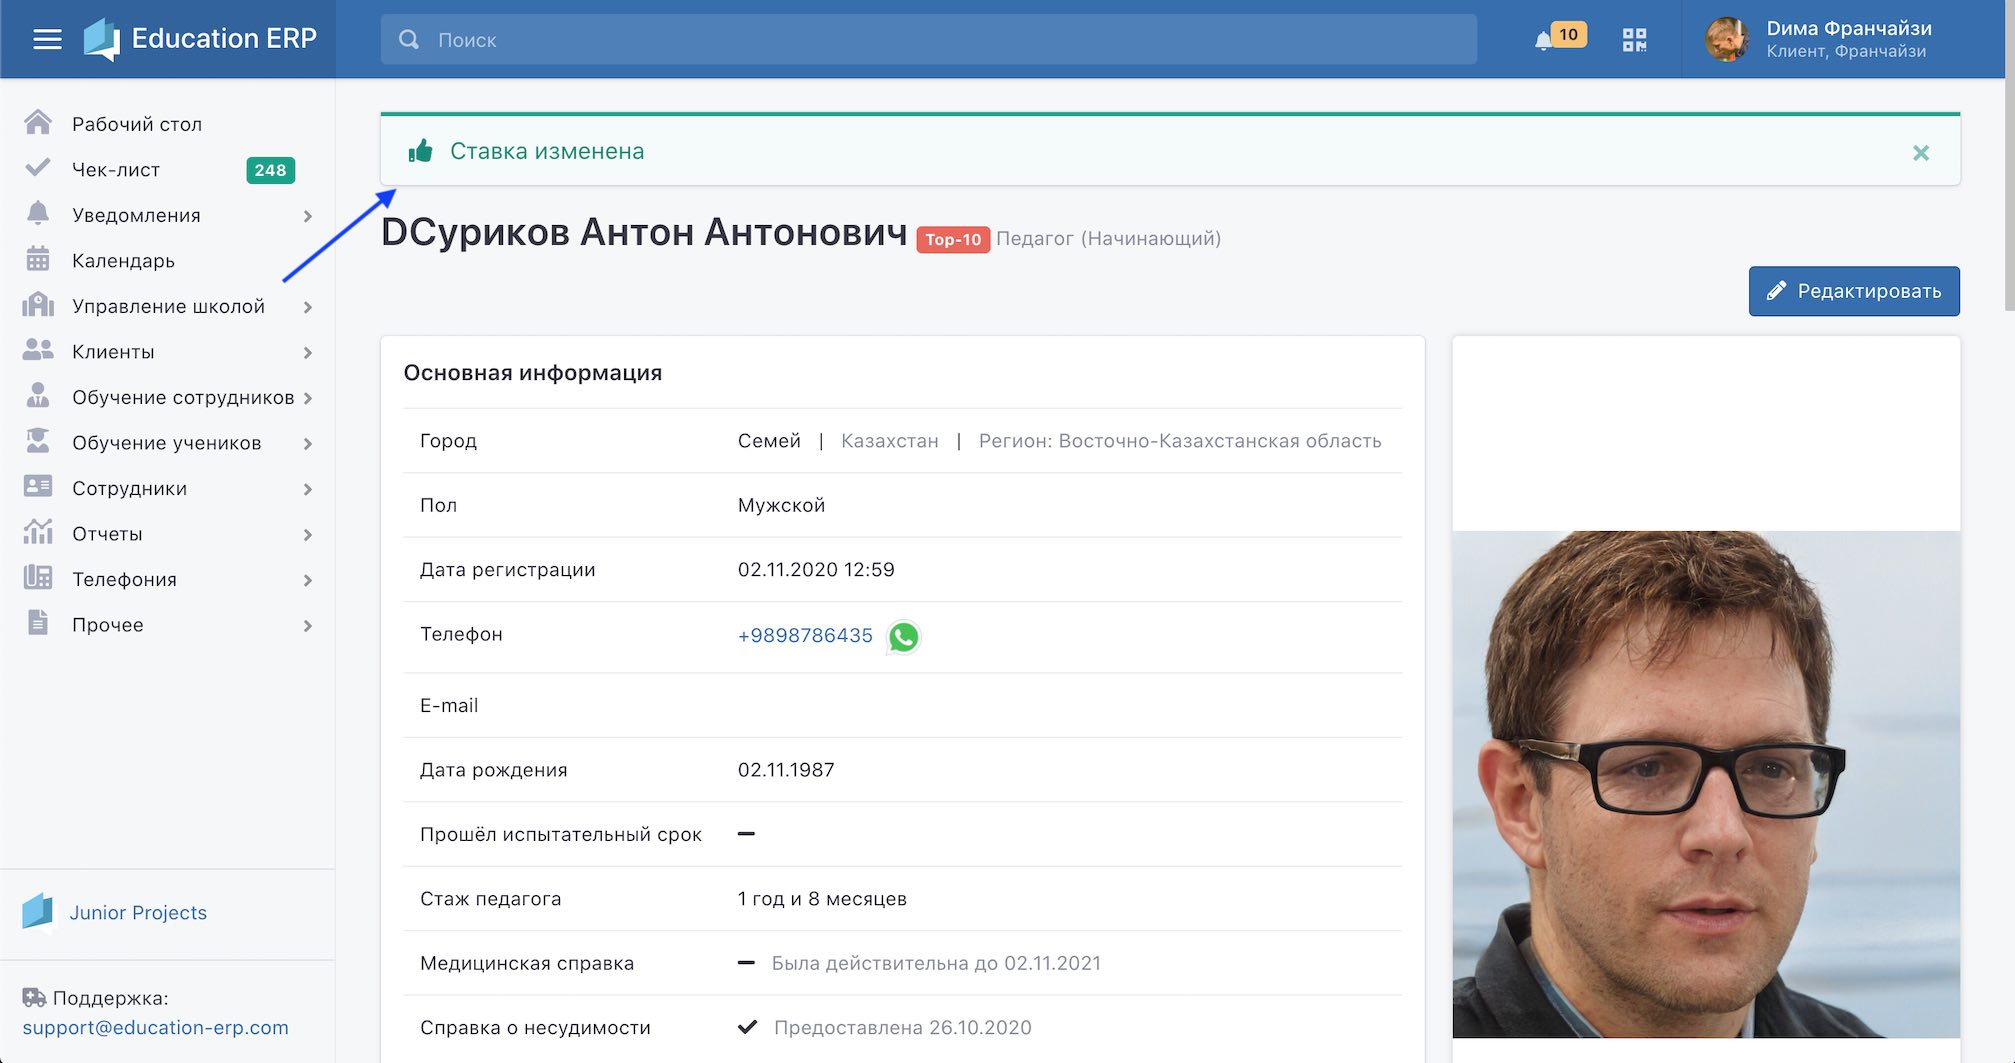 Education ERP
Поиск
10
Dима Франчайзи
Клиент, Франчайзи
Рабочий стол
Чек-лист 248
Уведомления
Календарь
Управление школой
Клиенты
Обучение сотрудников
Обучение учеников
Сотрудники
Отчеты
Телефония
Прочее
Junior Projects
Поддержка:
support@education-erp.com
Ставка изменена
DСуриков Антон Антонович Top-10 Педагог (Начинающий)
Редактировать
Основная информация
Город Семей | Казахстан | Регион: Восточно-Казахстанская область
Пол Мужской
Дата регистрации 02.11.2020 12:59
Телефон +9898786435
E-mail
Дата рождения 02.11.1987
Прошёл испытательный срок —
Стаж педагога 1 год и 8 месяцев
Медицинская справка — Была действительна до 02.11.2021
Справка о несудимости Предоставлена 26.10.2020